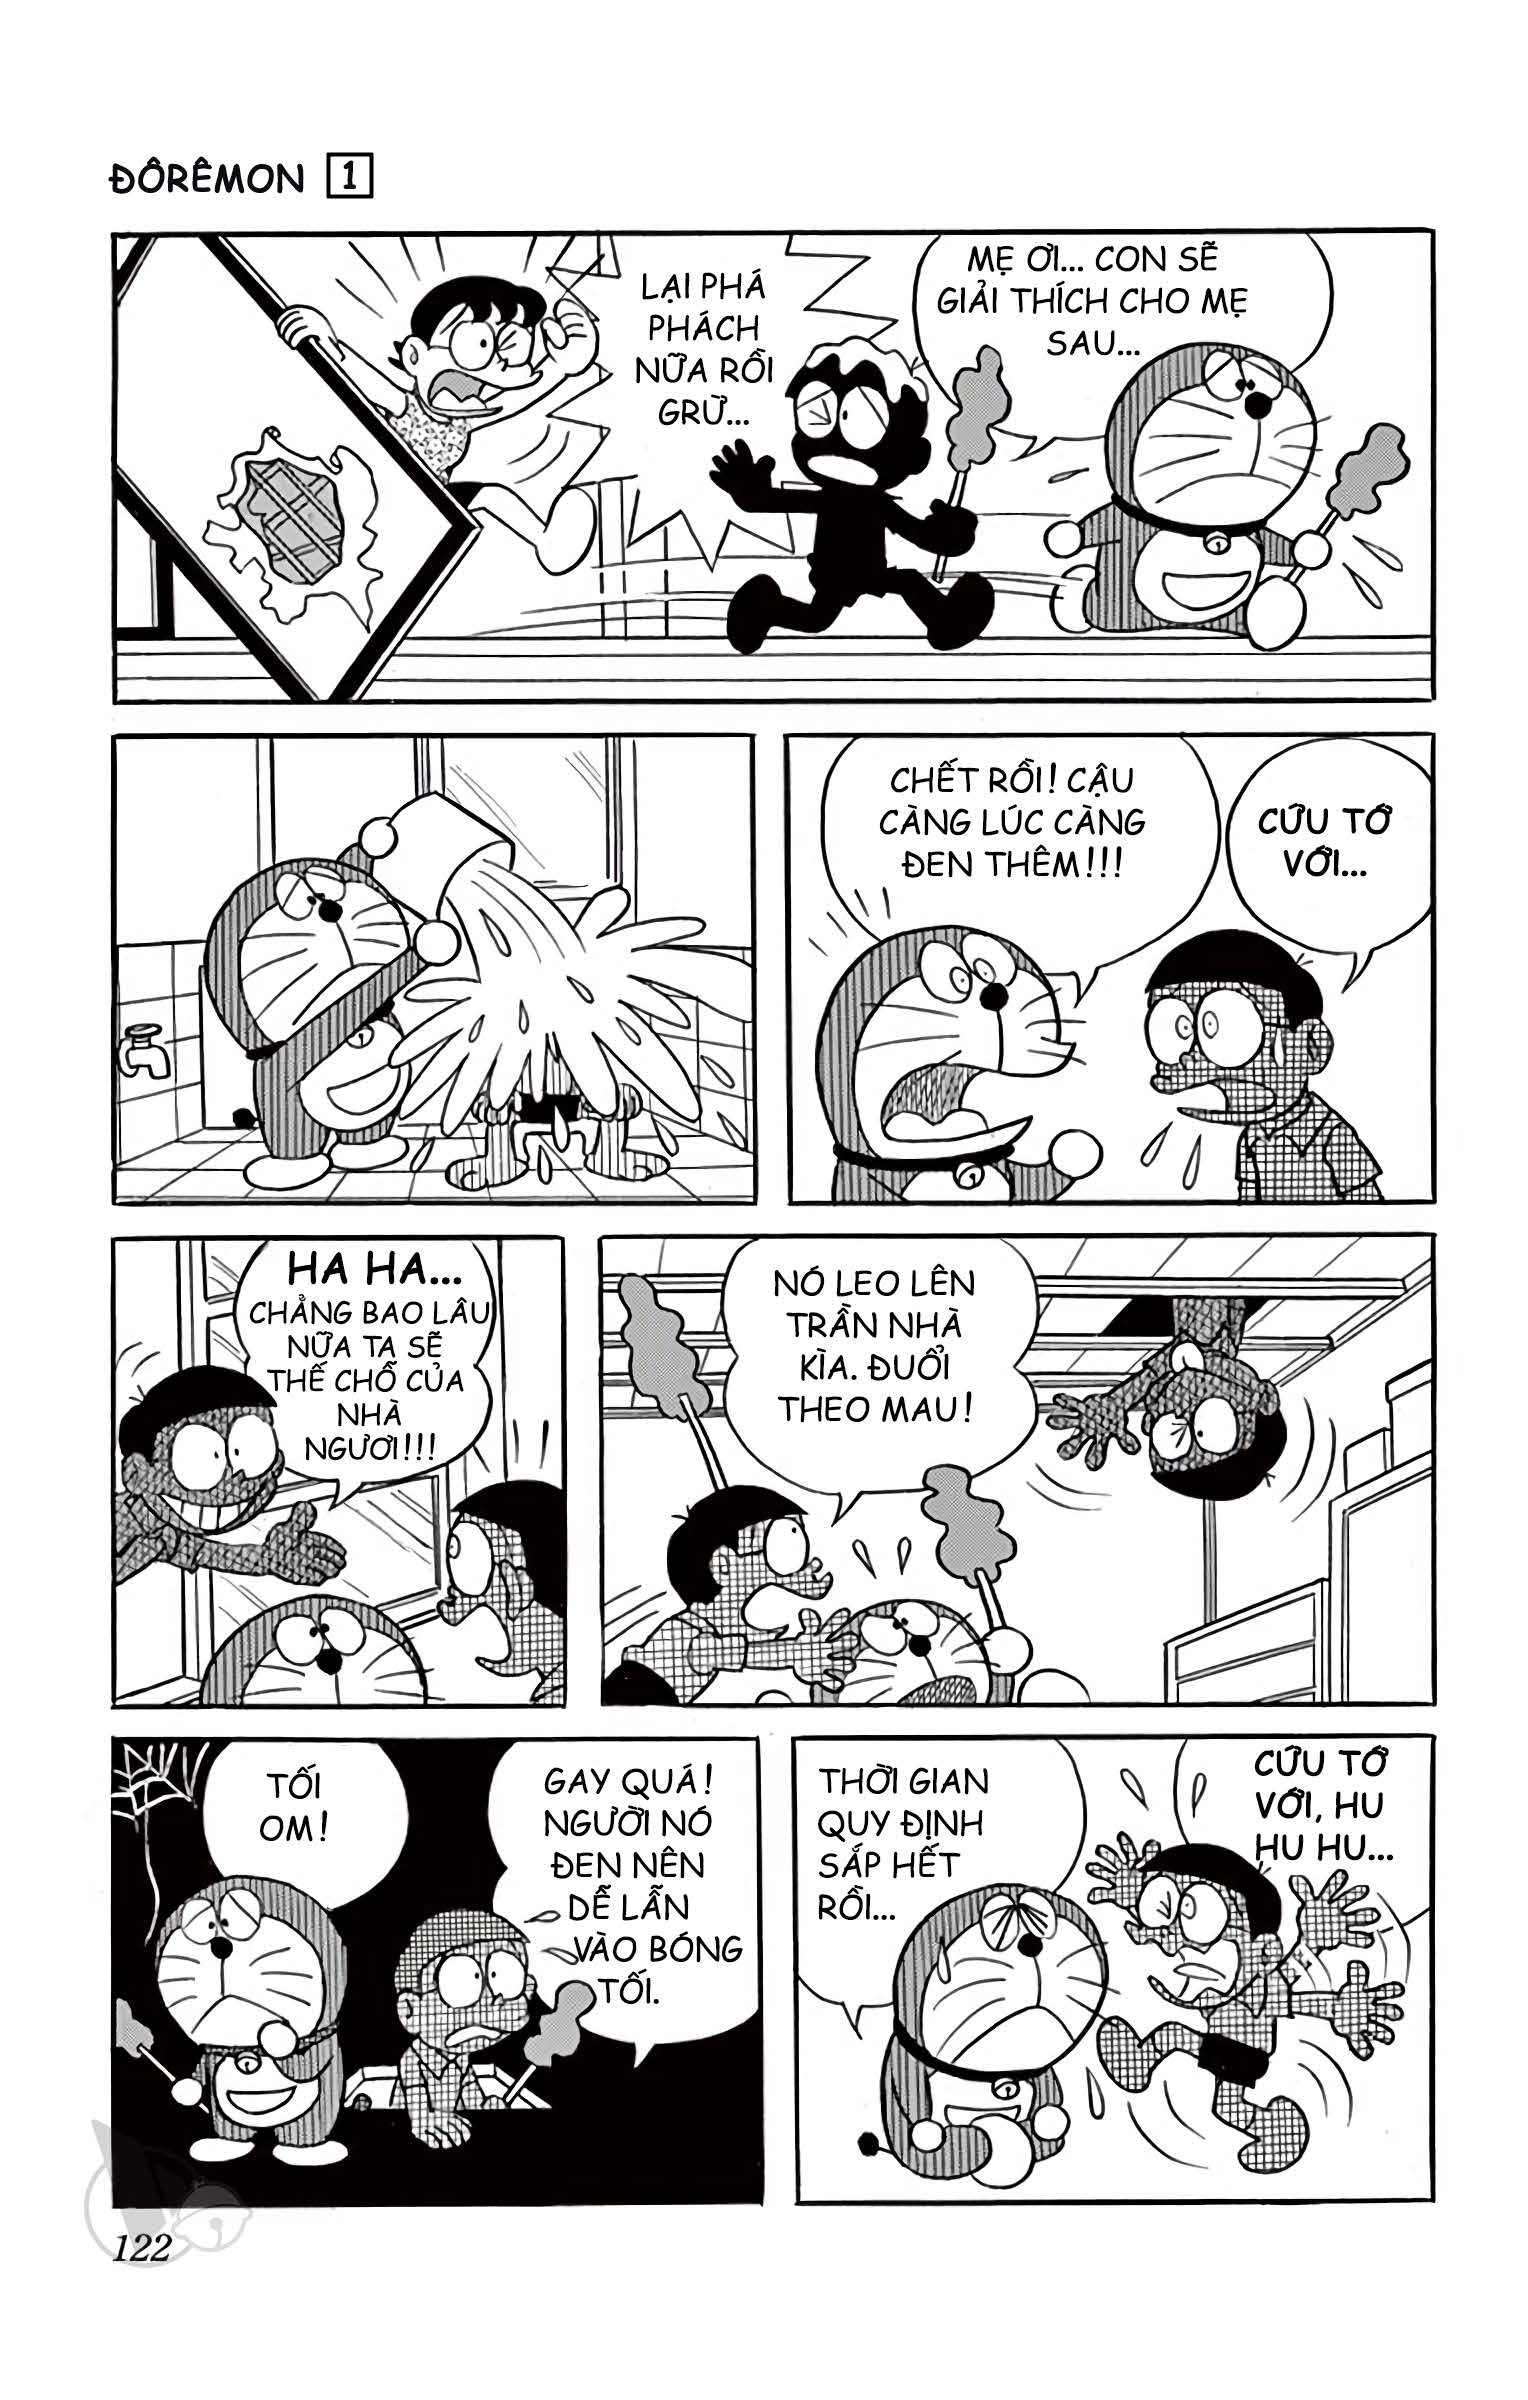 ĐÔRÊMON 1
LẠI PHÁ
PHÁCH
NỮA RỒI
GRỪ...
MẸ ƠI... CON SẼ
GIẢI THÍCH CHO MẸ
SAU...
CHẾT RỒI! CẬU
CÀNG LÚC CÀNG
ĐEN THÊM!!!
CỨU TỚ
VỚI...
HA HA...
CHẲNG BAO LÂU
NỮA TA SẼ
THẾ CHỖ CỦA
NHÀ
NGƯƠI!!!
NÓ LEO LÊN
TRẦN NHÀ
KÌA. ĐUỔI
THEO MAU!
TỐI
OM!
GAY QUÁ!
NGƯỜI NÓ
ĐEN NÊN
DỄ LẪN
VÀO BÓNG
TỐI.
THỜI GIAN
QUY ĐỊNH
SẮP HẾT
RỒI...
CỨU TỚ
VỚI, HU
HU HU...
122